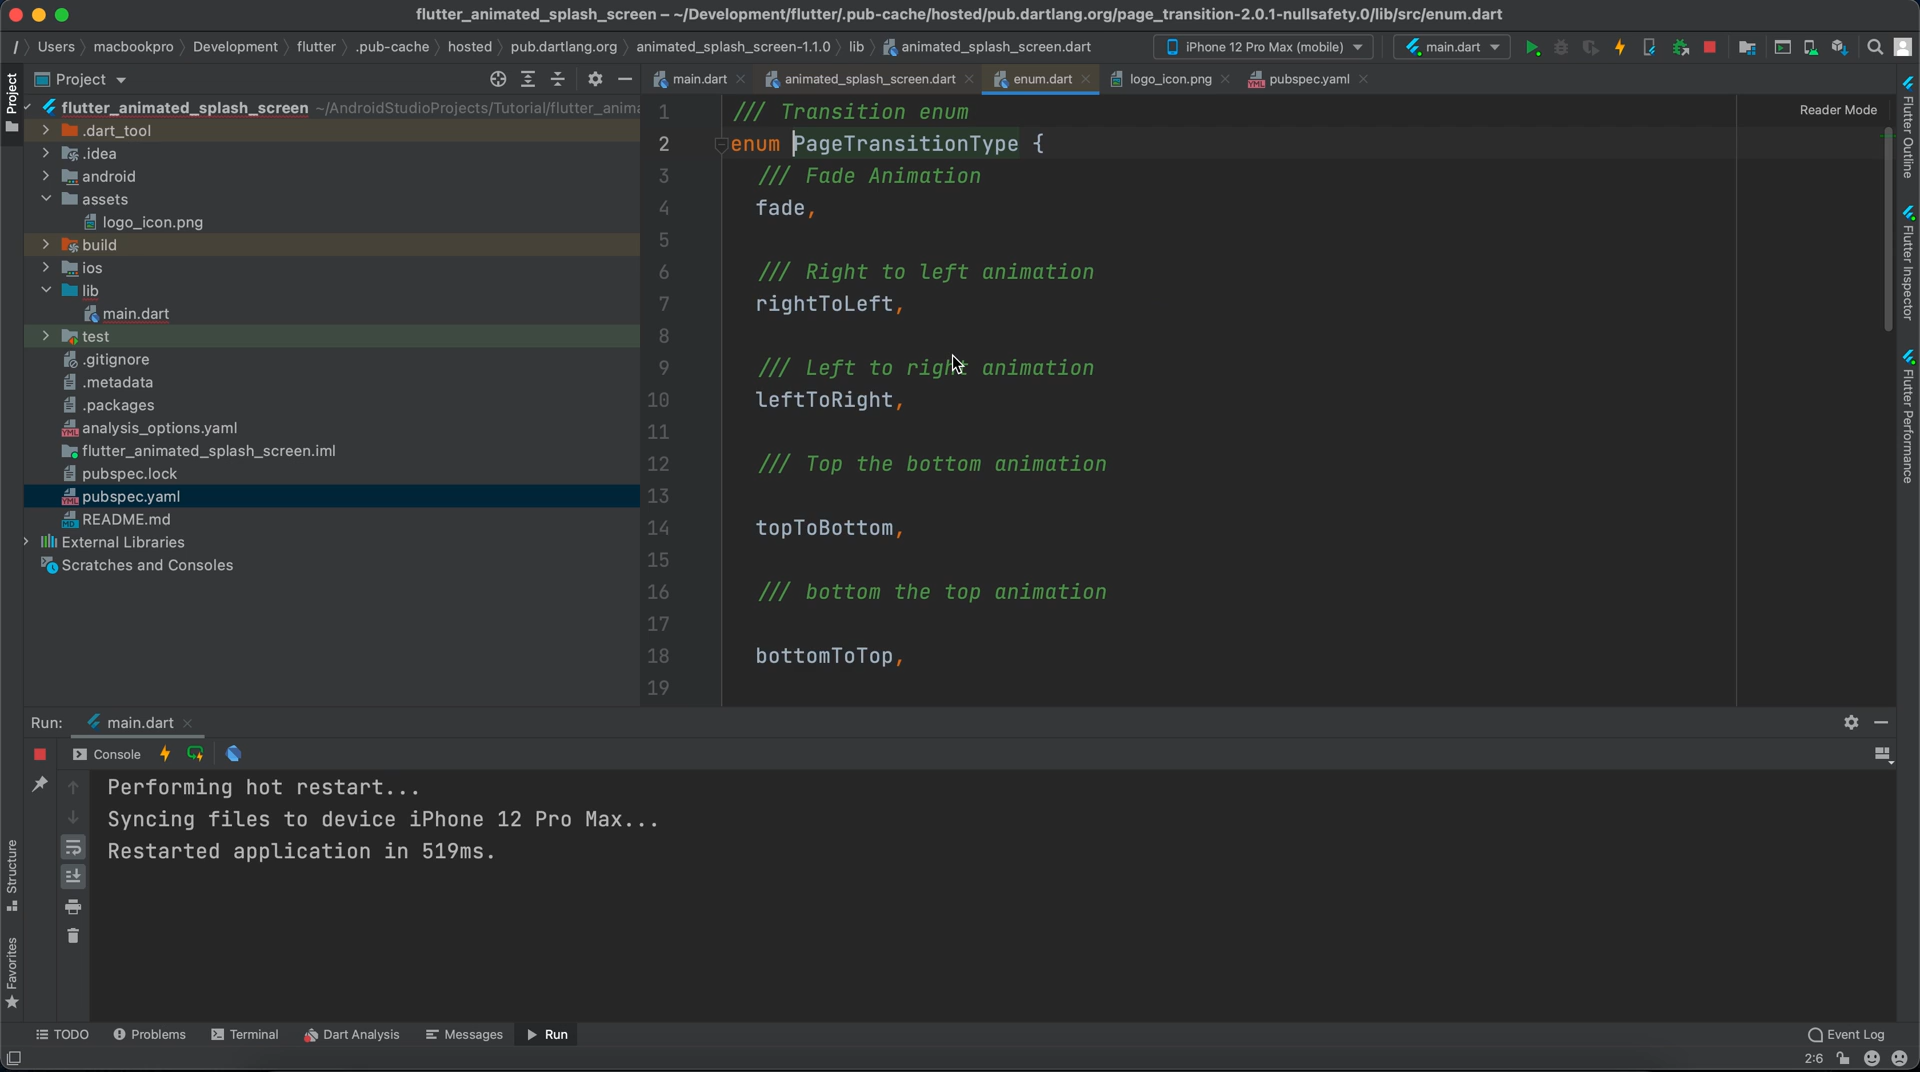 flutter_animated_splash_screen – ~/Development/flutter/.pub-cache/hosted/pub.dartlang.org/page_transition-2.0.1-nullsafety.0/lib/src/enum.dart
/ Users macbookpro Development flutter .pub-cache hosted pub.dartlang.org animated_splash_screen-1.1.0 lib animated_splash_screen.dart iPhone 12 Pro Max (mobile) main.dart
Project main.dart animated_splash_screen.dart enum.dart logo_icon.png pubspec.yaml
Project
flutter_animated_splash_screen ~/AndroidStudioProjects/Tutorial/flutter_anima
.dart_tool
.idea
android
assets
logo_icon.png
build
ios
lib
main.dart
test
.gitignore
.metadata
.packages
analysis_options.yaml
flutter_animated_splash_screen.iml
pubspec.lock
pubspec.yaml
README.md
External Libraries
Scratches and Consoles
Reader Mode
1 /// Transition enum
2 enum PageTransitionType {
3 /// Fade Animation
4 fade,
5
6 /// Right to left animation
7 rightToLeft,
8
9 /// Left to right animation
10 leftToRight,
11
12 /// Top the bottom animation
13
14 topToBottom,
15
16 /// bottom the top animation
17
18 bottomToTop,
19
Flutter Outline
Flutter Inspector
Flutter Performance
Run: main.dart
Console
Performing hot restart...
Syncing files to device iPhone 12 Pro Max...
Restarted application in 519ms.
Structure
Favorites
TODO Problems Terminal Dart Analysis Messages Run Event Log
2:6